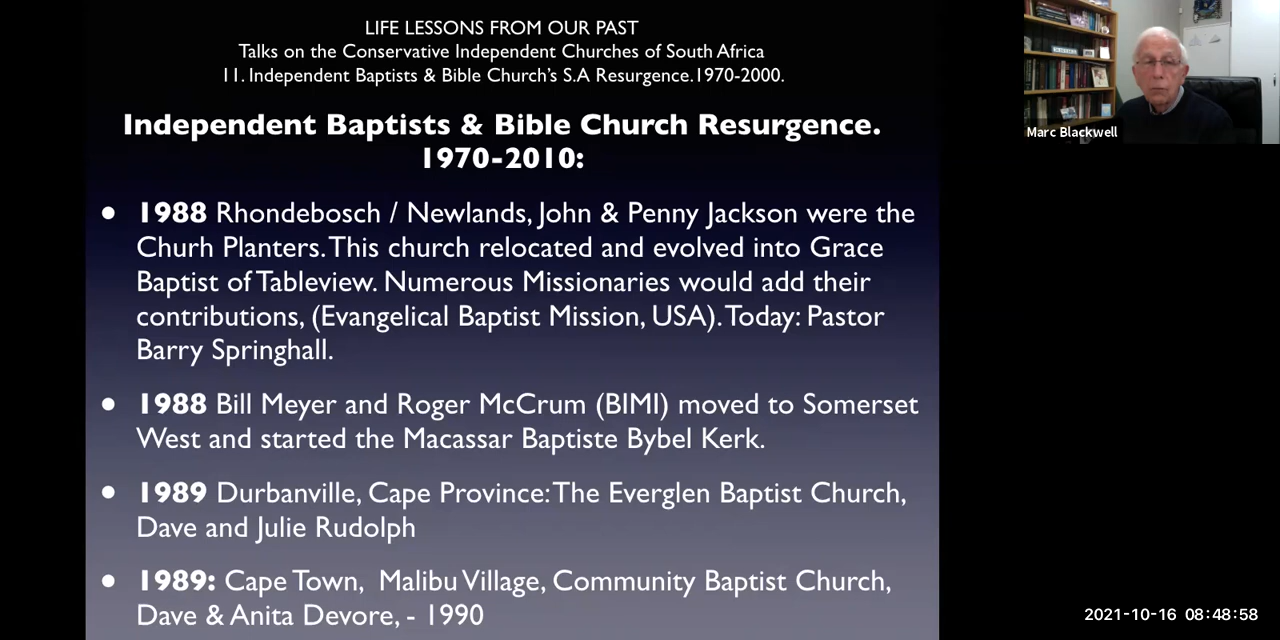 LIFE LESSONS FROM OUR PAST
Talks on the Conservative Independent Churches of South Africa
11. Independent Baptists & Bible Church's S.A Resurgence.1970-2000.
Independent Baptists & Bible Church Resurgence.
1970-2010:
• 1988 Rhondebosch / Newlands, John & Penny Jackson were the
Churh Planters. This church relocated and evolved into Grace
Baptist of Tableview. Numerous Missionaries would add their
contributions, (Evangelical Baptist Mission, USA). Today: Pastor
Barry Springhall.
• 1988 Bill Meyer and Roger McCrum (BIMI) moved to Somerset
West and started the Macassar Baptiste Bybel Kerk.
• 1989 Durbanville, Cape Province: The Everglen Baptist Church,
Dave and Julie Rudolph
• 1989: Cape Town, Malibu Village, Community Baptist Church,
Dave & Anita Devore, - 1990
Marc Blackwell
2021-10-16 08:48:58